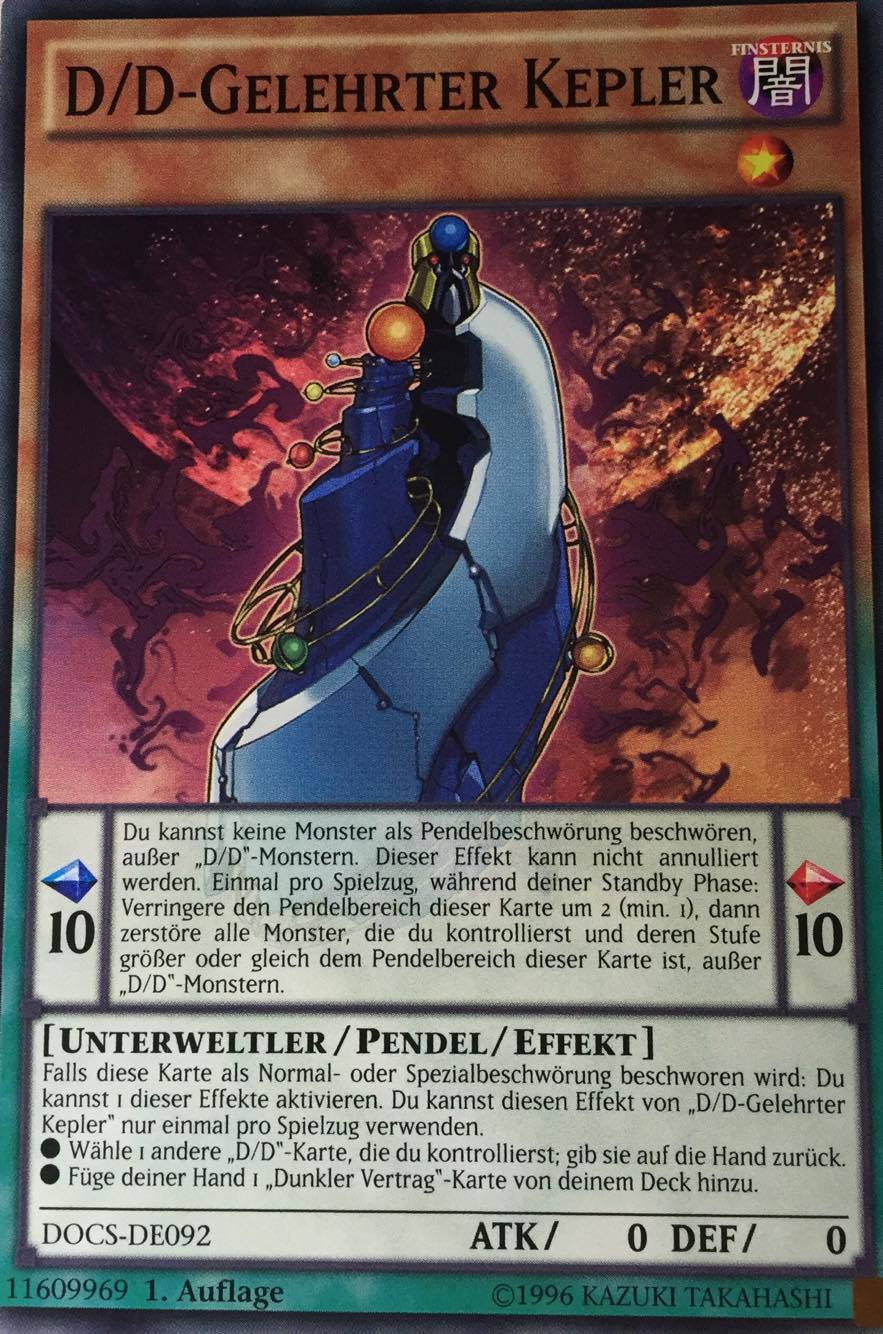 D/D-GELEHRTER KEPLER
FINSTERNIS
闇
Du kannst keine Monster als Pendelbeschwörung beschwören,
außer „D/D"-Monstern. Dieser Effekt kann nicht annulliert
werden. Einmal pro Spielzug, während deiner Standby Phase:
Verringere den Pendelbereich dieser Karte um 2 (min. 1), dann
zerstöre alle Monster, die du kontrollierst und deren Stufe
größer oder gleich dem Pendelbereich dieser Karte ist, außer
„D/D"-Monstern.
10
10
[UNTERWELTLER/PENDEL/EFFEKT]
Falls diese Karte als Normal- oder Spezialbeschwörung beschworen wird: Du
kannst 1 dieser Effekte aktivieren. Du kannst diesen Effekt von „D/D-Gelehrter
Kepler" nur einmal pro Spielzug verwenden.
● Wähle 1 andere „D/D"-Karte, die du kontrollierst; gib sie auf die Hand zurück.
● Füge deiner Hand 1 „Dunkler Vertrag"-Karte von deinem Deck hinzu.
DOCS-DE092 ATK/ 0 DEF/ 0
11609969 1. Auflage ©1996 KAZUKI TAKAHASHI